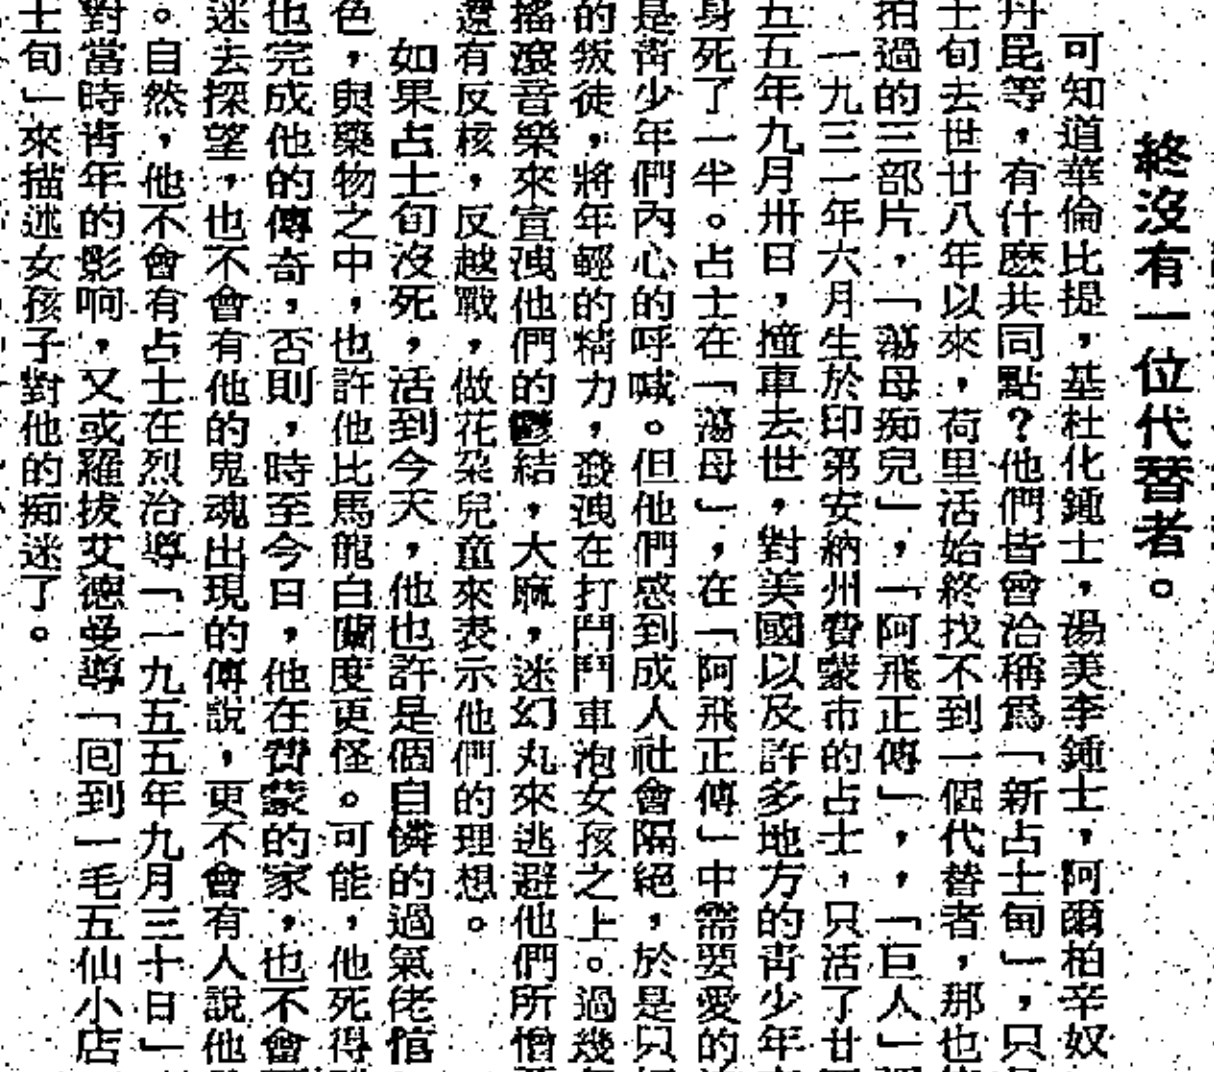 終沒有一位代替者。
可知道華倫比提，基杜化鍾士，湯美李鍾士，阿爾柏辛奴
丹昆等，有什麽共同點？他們皆會洽稱爲「新占士甸」，只
士甸去世廿八年以來，荷里活始終找不到一個代替者，那也
拍過的三部片，「蕩母痴兒」，「阿飛正傳」，，「巨人」
一九三一年六月生於印第安納州費蒙市的占士，只活了廿
五五年九月卅日，撞車去世，對美國以及許多地方的青少年
身死了一半。占士在「蕩母」，在「阿飛正傳」中需要愛的
是青少年們內心的呼喊。但他們感到成人社會隔絕，於是只
的叛徒，將年輕的精力，發洩在打鬥鬥車泡女孩之上。過幾
搖滾音樂來宣洩他們的鬱結，大麻，迷幻丸來逃避他們所憎
還有反核，反越戰，做花朶兒童來表示他們的理想。
如果占士甸沒死，活到今天，他也許是個自憐的過氣佬倌
色，與藥物之中，也許他比馬龍白蘭度更怪。可能，他死得
也完成他的傳奇，否則，時至今日，他在費蒙的家，也不會
迷去探望，也不會有他的鬼魂出現的傳說，更不會有人說他
。自然，他不會有占士在烈治導「一九五五年九月三十日」
對當時靑年的影响，又或羅拔艾德曼導「回到一毛五仙小店
士甸」來描述女孩子對他的痴迷了。